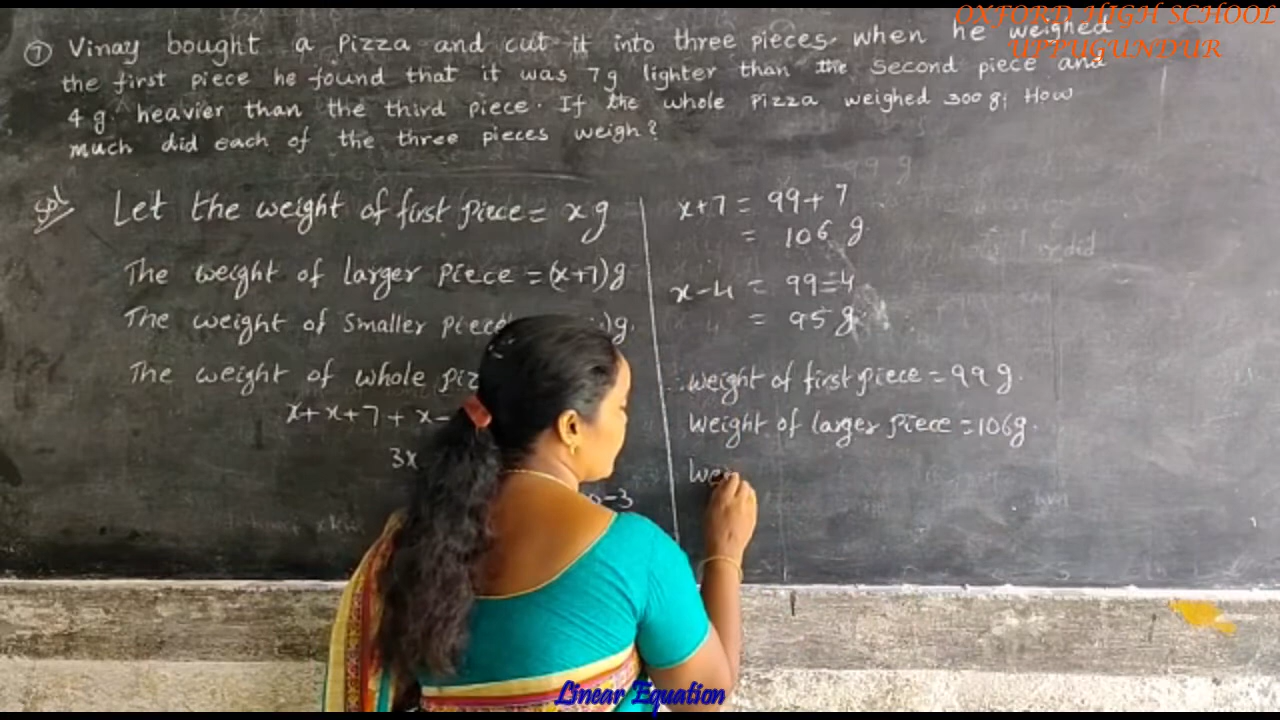 OXFORD HIGH SCHOOL
UPPUGUNDUR
7 Vinay bought a Pizza and cut it into three pieces. when he weighed
the first piece he found that it was 7g lighter than the second piece and
4 g. heavier than the third piece. If the whole pizza weighed 300 g; How
much did each of the three pieces weigh?
Sol
Let the weight of first piece = x g
The weight of larger piece = (x+7)g
The weight of smaller piece )g.
The weight of whole piz
x + x + 7 + x -
3x
-3
x+7 = 99+7
= 106 g
x-4 = 99-4
= 95 g
weight of first piece = 99 g.
weight of larger piece = 106g.
We
Linear Equation